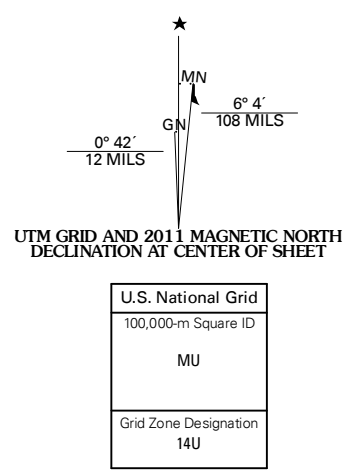 MN
GN
6° 4´
108 MILS
0° 42´
12 MILS
UTM GRID AND 2011 MAGNETIC NORTH
DECLINATION AT CENTER OF SHEET
U.S. National Grid
100,000-m Square ID
MU
Grid Zone Designation
14U